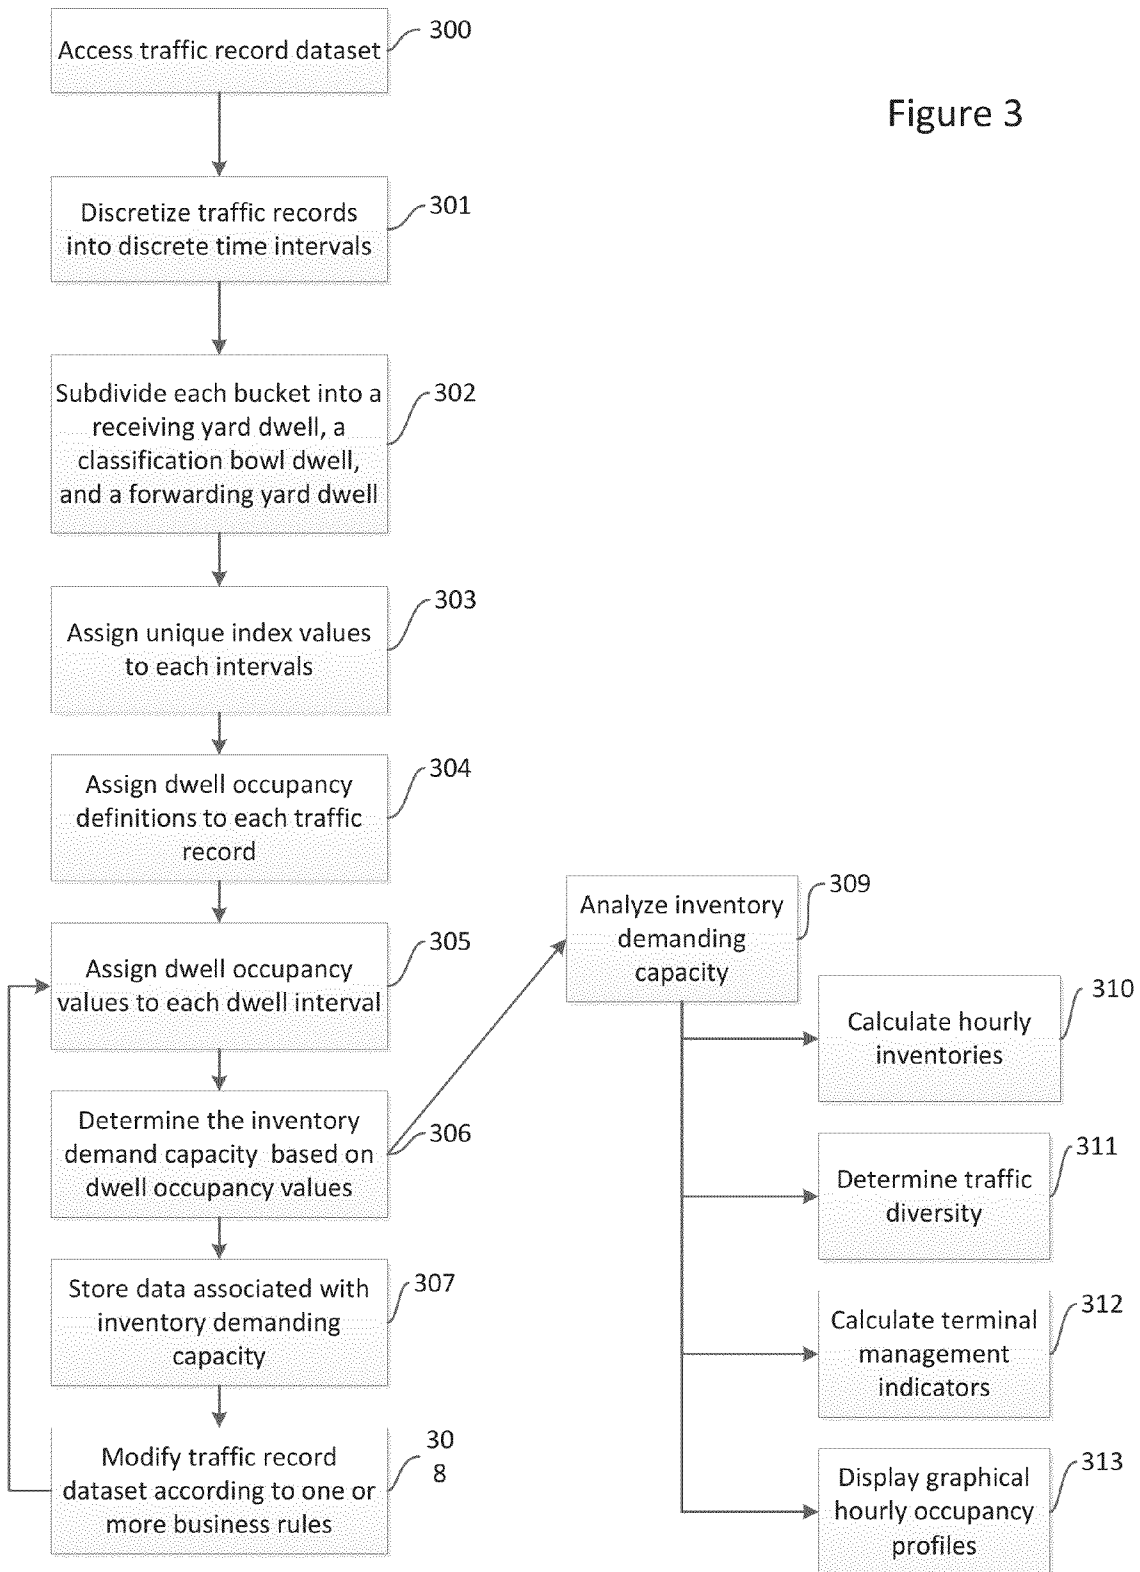 Figure 3
Access traffic record dataset
300
Discretize traffic records
into discrete time intervals
301
Subdivide each bucket into a
receiving yard dwell, a
classification bowl dwell,
and a forwarding yard dwell
302
Assign unique index values
to each intervals
303
Assign dwell occupancy
definitions to each traffic
record
304
Assign dwell occupancy
values to each dwell interval
305
Determine the inventory
demand capacity based on
dwell occupancy values
306
Store data associated with
inventory demanding
capacity
307
Modify traffic record
dataset according to one or
more business rules
30
8
Analyze inventory
demanding
capacity
309
Calculate hourly
inventories
310
Determine traffic
diversity
311
Calculate terminal
management
indicators
312
Display graphical
hourly occupancy
profiles
313